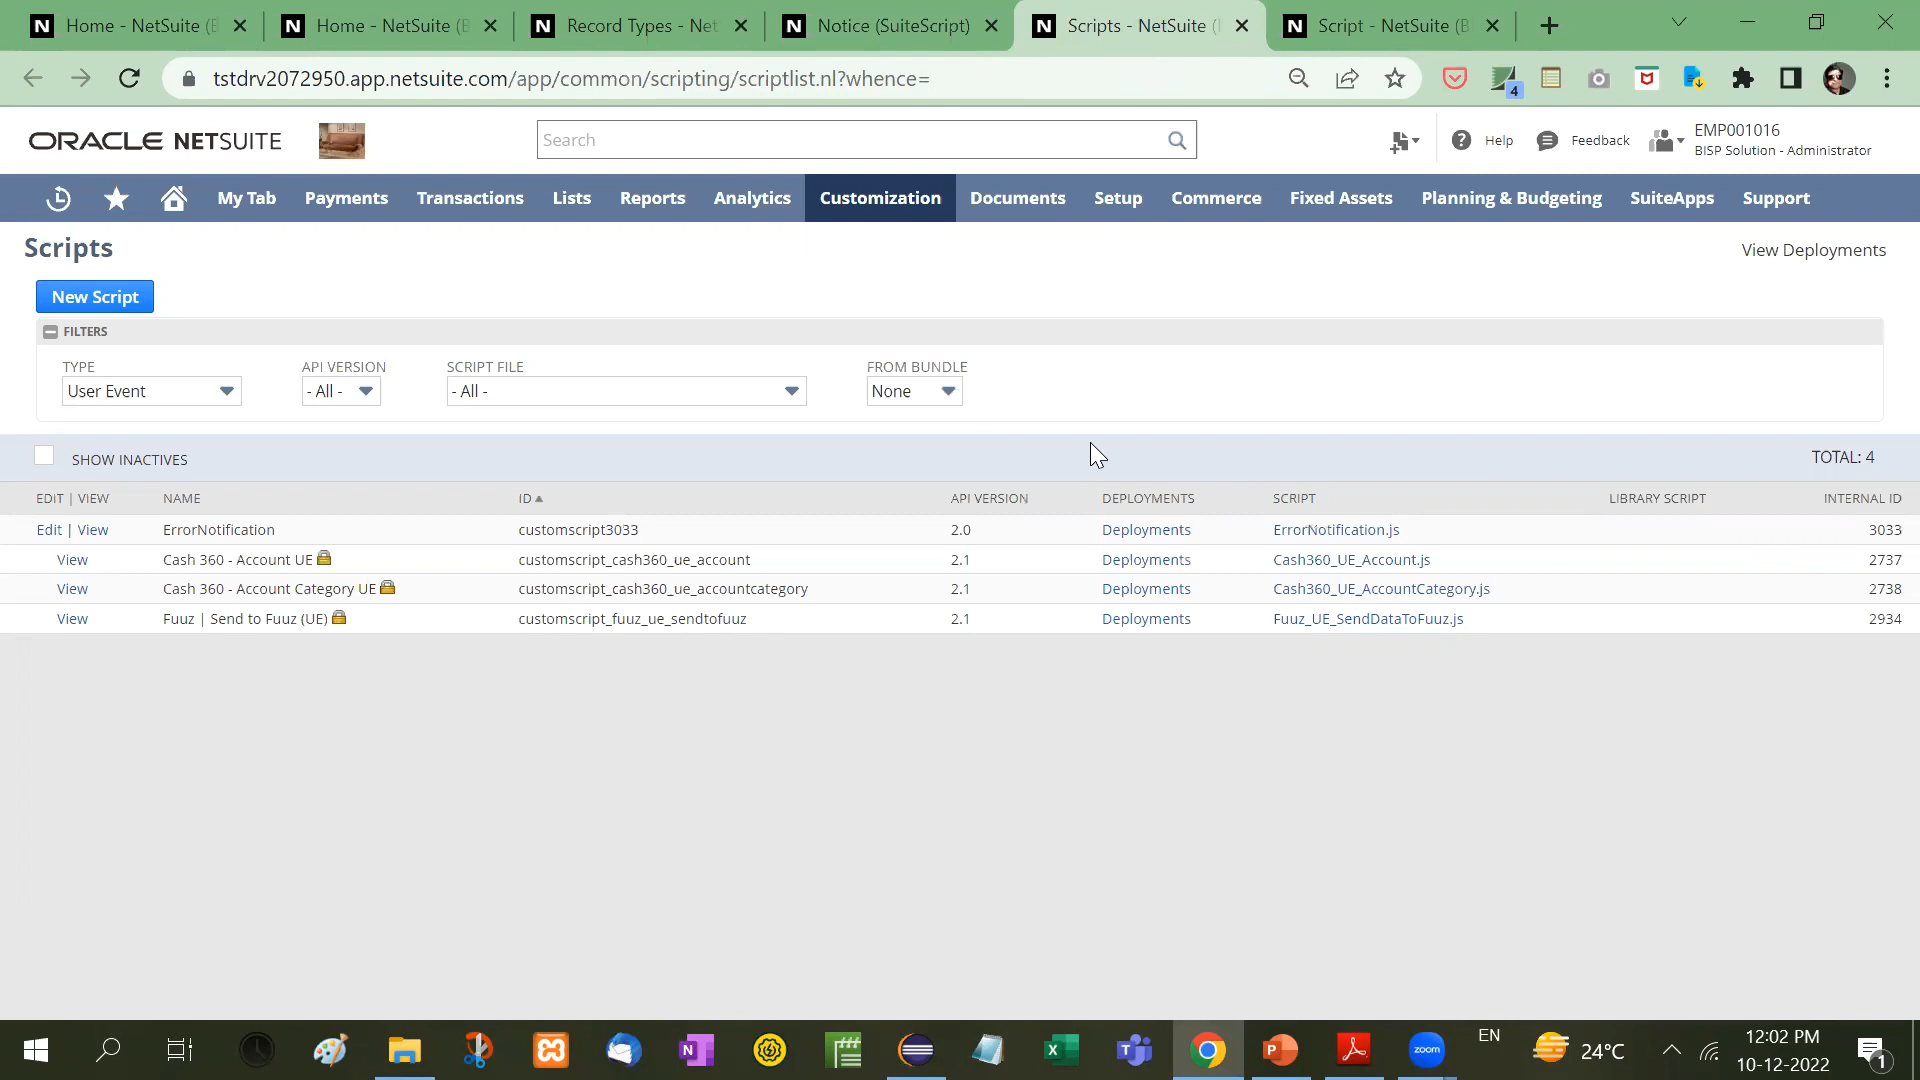 Home - NetSuite (B
Home - NetSuite (B
Record Types - Net
Notice (SuiteScript)
Scripts - NetSuite (
Script - NetSuite (B
tstdrv2072950.app.netsuite.com/app/common/scripting/scriptlist.nl?whence=
4
ORACLE NETSUITE
Search
Help
Feedback
EMP001016
BISP Solution - Administrator
My Tab
Payments
Transactions
Lists
Reports
Analytics
Customization
Documents
Setup
Commerce
Fixed Assets
Planning & Budgeting
SuiteApps
Support
Scripts
View Deployments
New Script
FILTERS
TYPE
API VERSION
SCRIPT FILE
FROM BUNDLE
User Event
- All -
- All -
None
SHOW INACTIVES
TOTAL: 4
EDIT | VIEW NAME ID API VERSION DEPLOYMENTS SCRIPT LIBRARY SCRIPT INTERNAL ID
Edit | View ErrorNotification customscript3033 2.0 Deployments ErrorNotification.js 3033
View Cash 360 - Account UE customscript_cash360_ue_account 2.1 Deployments Cash360_UE_Account.js 2737
View Cash 360 - Account Category UE customscript_cash360_ue_accountcategory 2.1 Deployments Cash360_UE_AccountCategory.js 2738
View Fuuz | Send to Fuuz (UE) customscript_fuuz_ue_sendtofuuz 2.1 Deployments Fuuz_UE_SendDataToFuuz.js 2934
zoom
EN
24°C
12:02 PM
10-12-2022
1